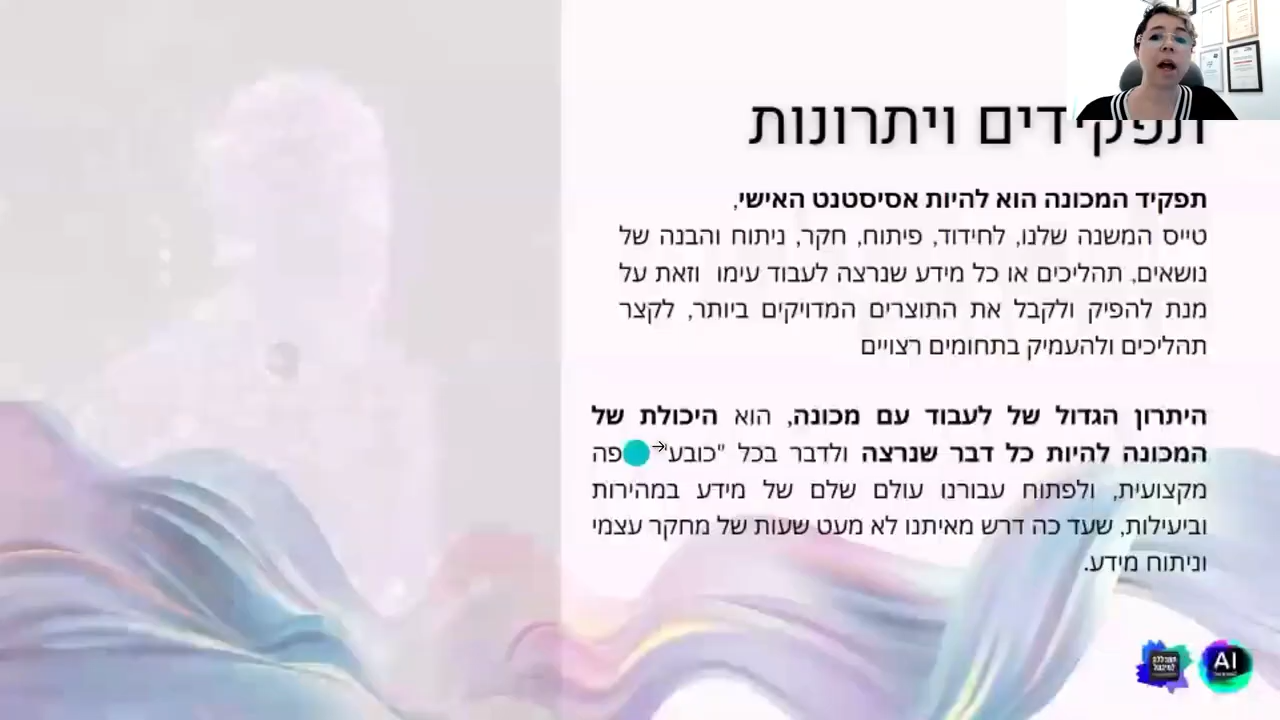 תפקידים ויתרונות
תפקיד המכונה הוא להיות אסיסטנט האישי,
טייס המשנה שלנו, לחידוד, פיתוח, חקר, ניתוח והבנה של
נושאים, תהליכים או כל מידע שנרצה לעבוד עימו וזאת על
מנת להפיק ולקבל את התוצרים המדויקים ביותר, לקצר
תהליכים ולהעמיק בתחומים רצויים
היתרון הגדול של לעבוד עם מכונה, הוא היכולת של
המכונה להיות כל דבר שנרצה ולדבר בכל "כובע"
מקצועית, ולפתוח עבורנו עולם שלם של מידע במהירות
וביעילות, שעד כה דרש מאיתנו לא מעט שעות של מחקר עצמי
וניתוח מידע.
AI